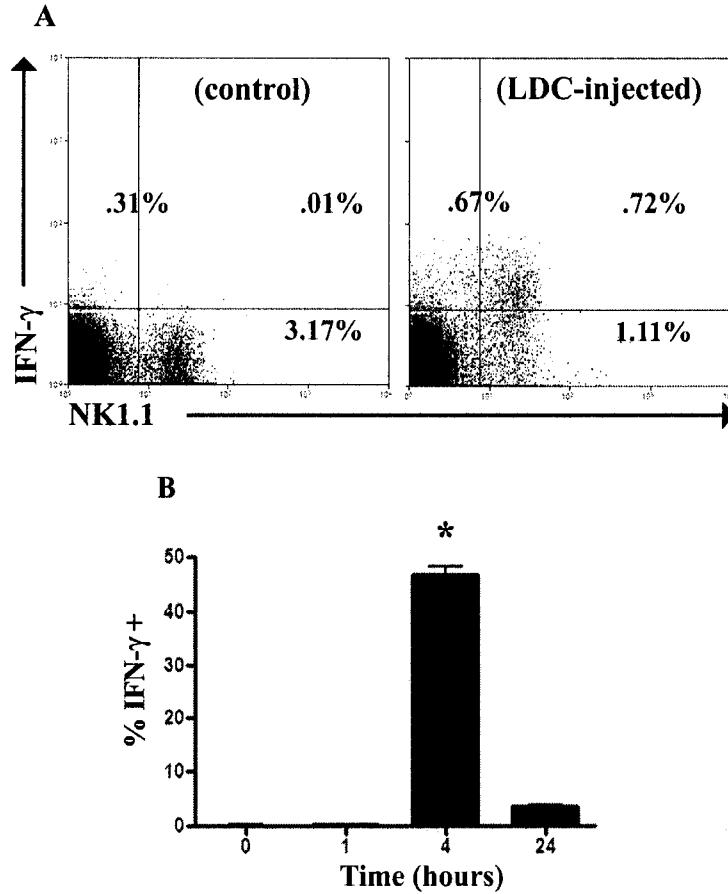 A
(control)
(LDC-injected)
.31%
.01%
.67%
.72%
3.17%
1.11%
IFN-γ
NK1.1
B
*
50
40
30
20
10
0
% IFN-γ +
0 1 4 24
Time (hours)